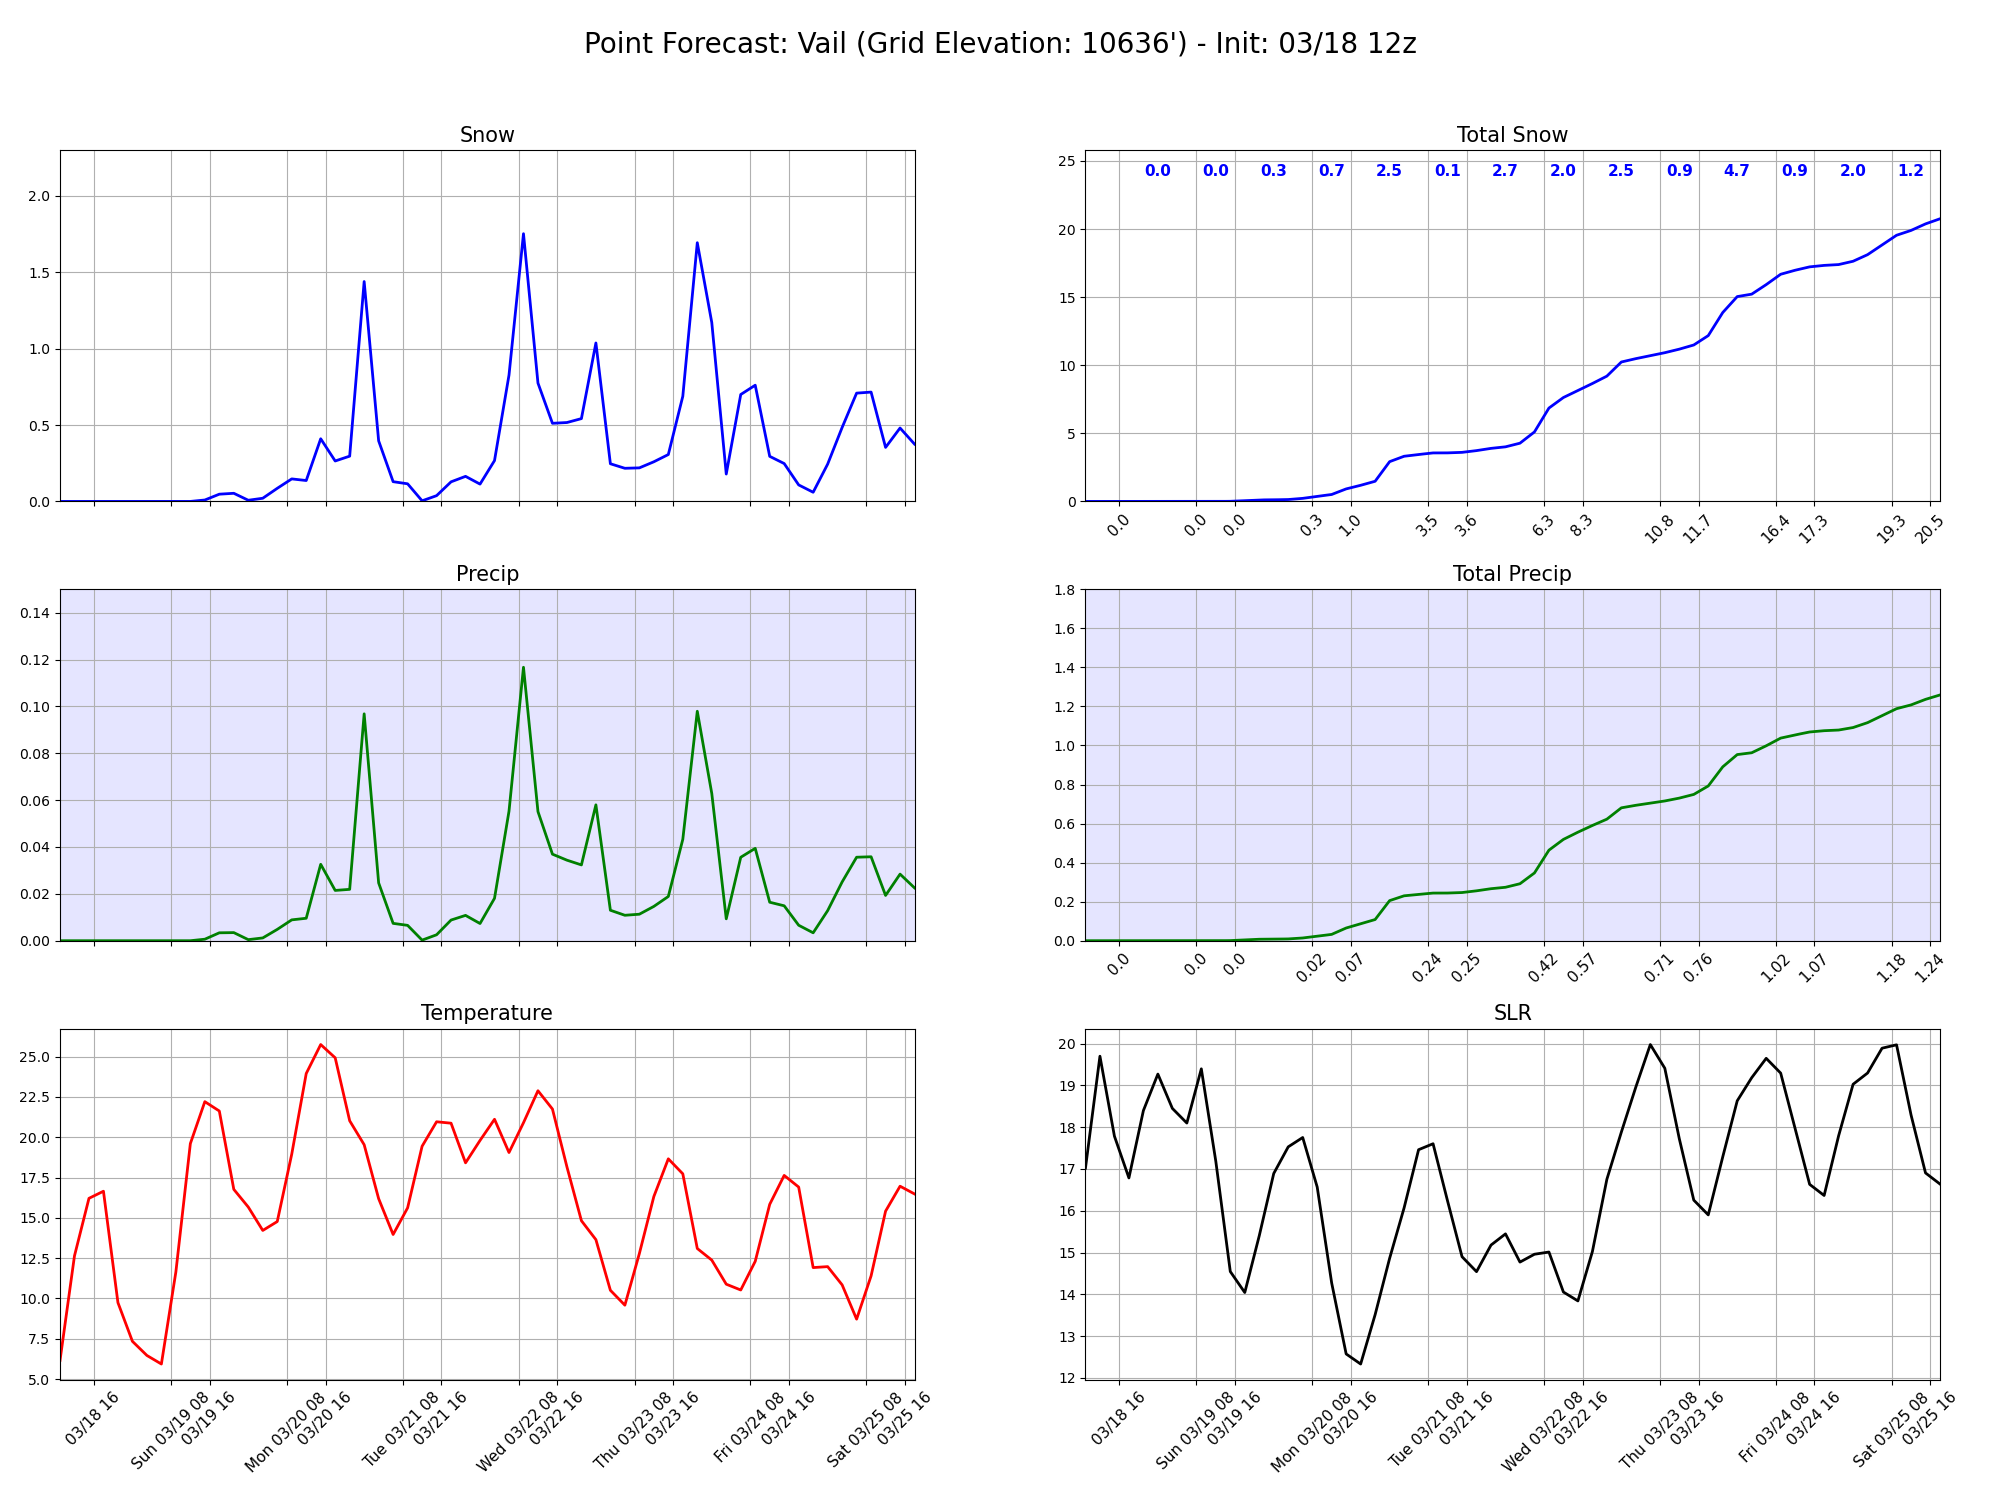 Point Forecast: Vail (Grid Elevation: 10636') - Init: 03/18 12z
Snow
2.0
1.5
1.0
0.5
0.0
Total Snow
0.0 0.0 0.3 0.7 2.5 0.1 2.7 2.0 2.5 0.9 4.7 0.9 2.0 1.2
25
20
15
10
5
0
0.0 0.0 0.0 0.3 1.0 3.5 3.6 6.3 8.3 10.8 11.7 16.4 17.3 19.3 20.5
Precip
0.14
0.12
0.10
0.08
0.06
0.04
0.02
0.00
Total Precip
1.8
1.6
1.4
1.2
1.0
0.8
0.6
0.4
0.2
0.0
0.0 0.0 0.0 0.02 0.07 0.24 0.25 0.42 0.57 0.71 0.76 1.02 1.07 1.18 1.24
Temperature
25.0
22.5
20.0
17.5
15.0
12.5
10.0
7.5
5.0
03/18 16
Sun 03/19 08
03/19 16
Mon 03/20 08
03/20 16
Tue 03/21 08
03/21 16
Wed 03/22 08
03/22 16
Thu 03/23 08
03/23 16
Fri 03/24 08
03/24 16
Sat 03/25 08
03/25 16
SLR
20
19
18
17
16
15
14
13
12
03/18 16
Sun 03/19 08
03/19 16
Mon 03/20 08
03/20 16
Tue 03/21 08
03/21 16
Wed 03/22 08
03/22 16
Thu 03/23 08
03/23 16
Fri 03/24 08
03/24 16
Sat 03/25 08
03/25 16